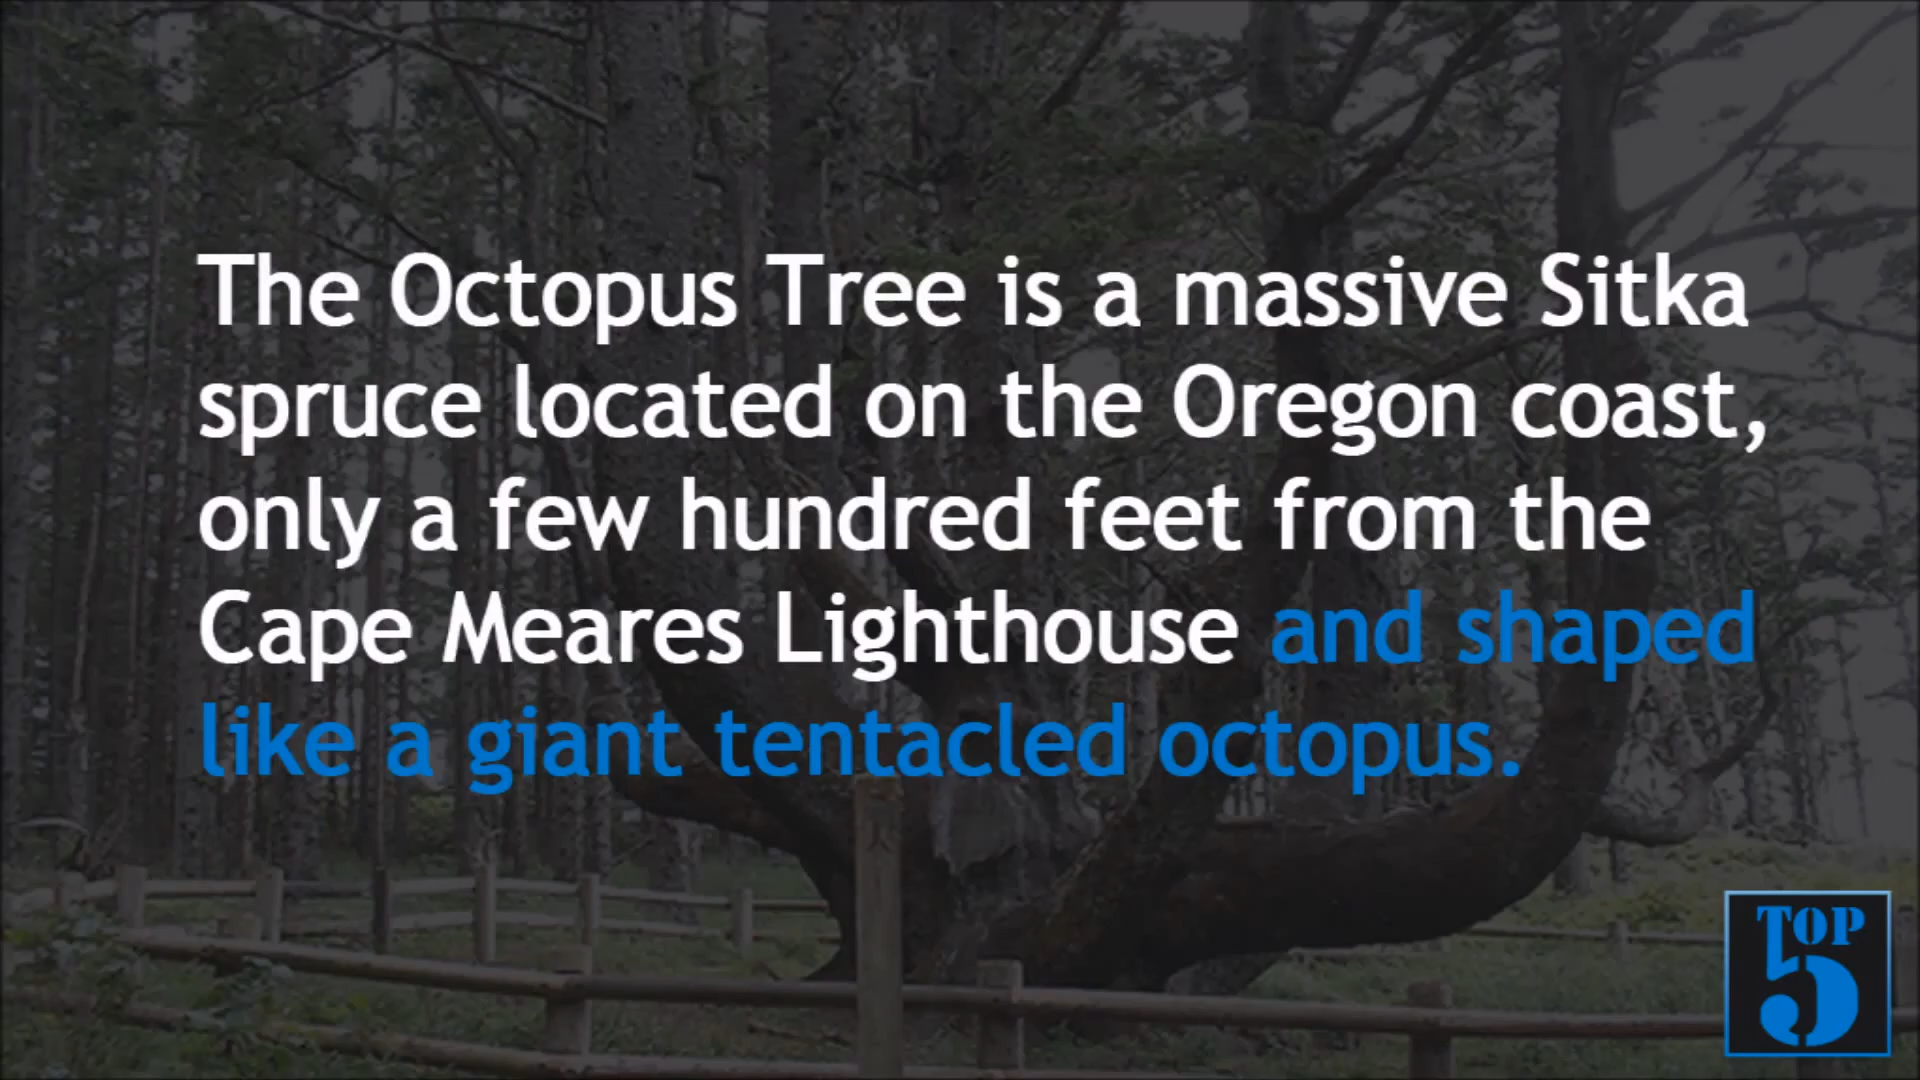 The Octopus Tree is a massive Sitka
spruce located on the Oregon coast,
only a few hundred feet from the
Cape Meares Lighthouse and shaped
like a giant tentacled octopus.
TOP
5